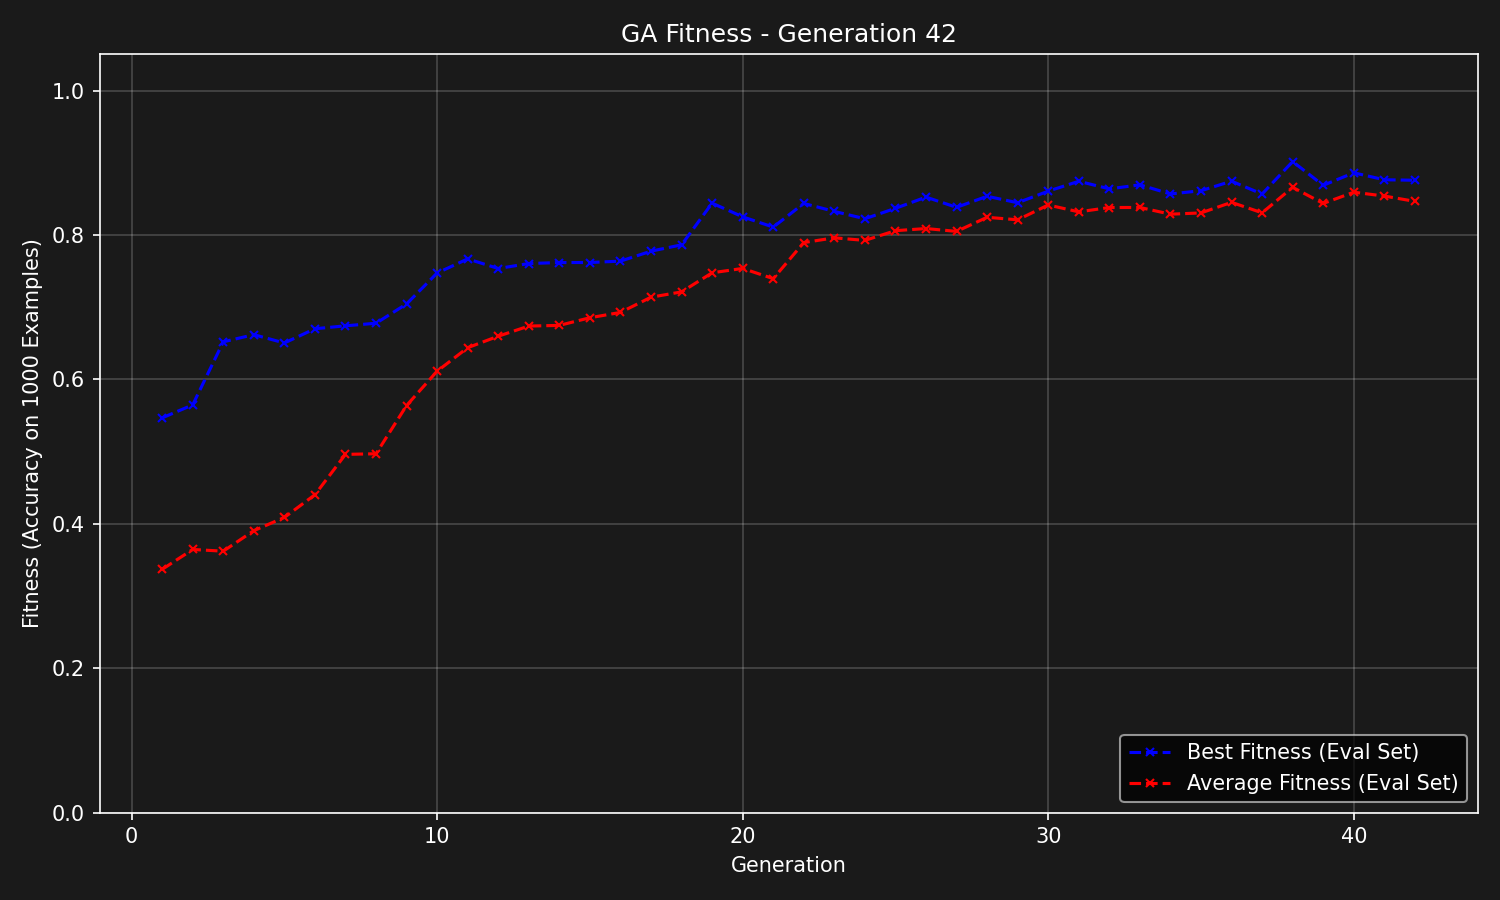 GA Fitness - Generation 42
Fitness (Accuracy on 1000 Examples)
1.0
0.8
0.6
0.4
0.2
0.0
0 10 20 30 40
Generation
Best Fitness (Eval Set)
Average Fitness (Eval Set)